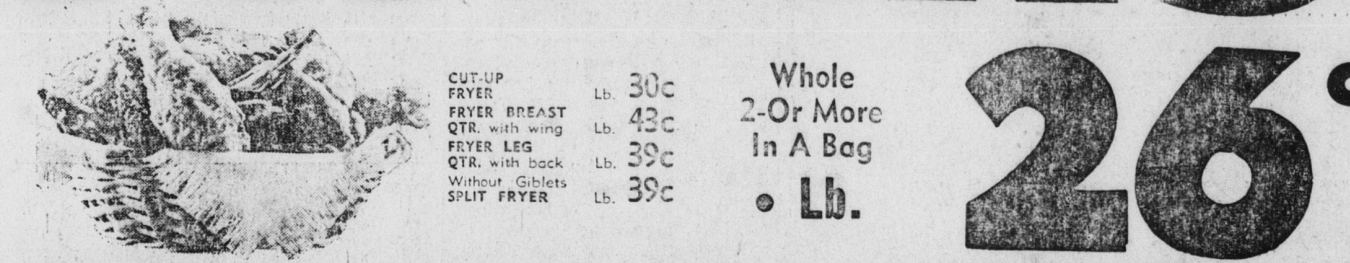 CUT-UP
FRYER Lb. 30c
FRYER BREAST
QTR. with wing Lb. 43c
FRYER LEG
QTR. with back Lb. 39c
Without Giblets
SPLIT FRYER Lb. 39c
Whole
2-Or More
In A Bag
• Lb.
26